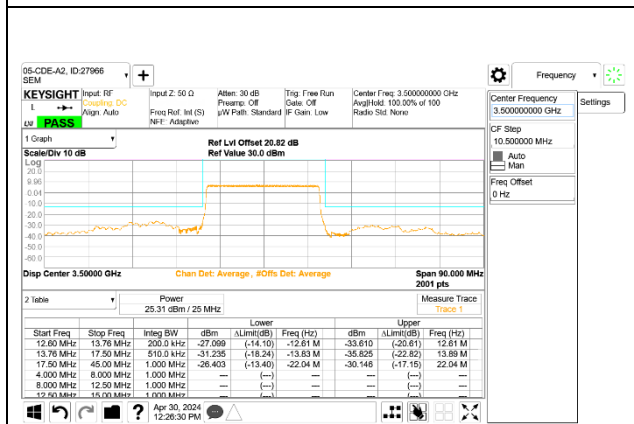 05-CDE-A2, ID:27966
SEM
Frequency
KEYSIGHT
Input: RF
Coupling: DC
Align: Auto
Input Z: 50 Ω
Freq Ref: Int (S)
NFE: Adaptive
Atten: 30 dB
Preamp: Off
µW Path: Standard
Trig: Free Run
Gate: Off
IF Gain: Low
Center Freq: 3.500000000 GHz
Avg|Hold: 100.00% of 100
Radio Std: None
L
PASS
Center Frequency
3.50000000 GHz
Settings
CF Step
10.500000 MHz
Auto
Man
Freq Offset
0 Hz
1 Graph
Scale/Div 10 dB
Ref Lvl Offset 20.82 dB
Ref Value 30.0 dBm
Log
20.0
9.96
-0.04
-10.0
-20.0
-30.0
-40.0
-50.0
-60.0
Disp Center 3.50000 GHz
Chan Det: Average, #Offs Det: Average
Span 90.000 MHz
2001 pts
2 Table
Power
25.31 dBm / 25 MHz
Measure Trace
Trace 1
Lower Upper
Start Freq Stop Freq Integ BW dBm ΔLimit(dB) Freq (Hz) dBm ΔLimit(dB) Freq (Hz)
12.60 MHz 13.76 MHz 200.0 kHz -27.099 (-14.10) -12.61 M -33.610 (-20.61) 12.61 M
13.76 MHz 17.50 MHz 510.0 kHz -31.235 (-18.24) -13.83 M -35.825 (-22.82) 13.89 M
17.50 MHz 45.00 MHz 1.000 MHz -26.403 (-13.40) -22.04 M -30.146 (-17.15) 22.04 M
4.000 MHz 8.000 MHz 1.000 MHz --- (---) --- --- (---) ---
8.000 MHz 12.50 MHz 1.000 MHz --- (---) --- --- (---) ---
12.50 MHz 15.00 MHz 1.000 MHz --- (---) --- --- (---) ---
Apr 30, 2024
12:26:30 PM